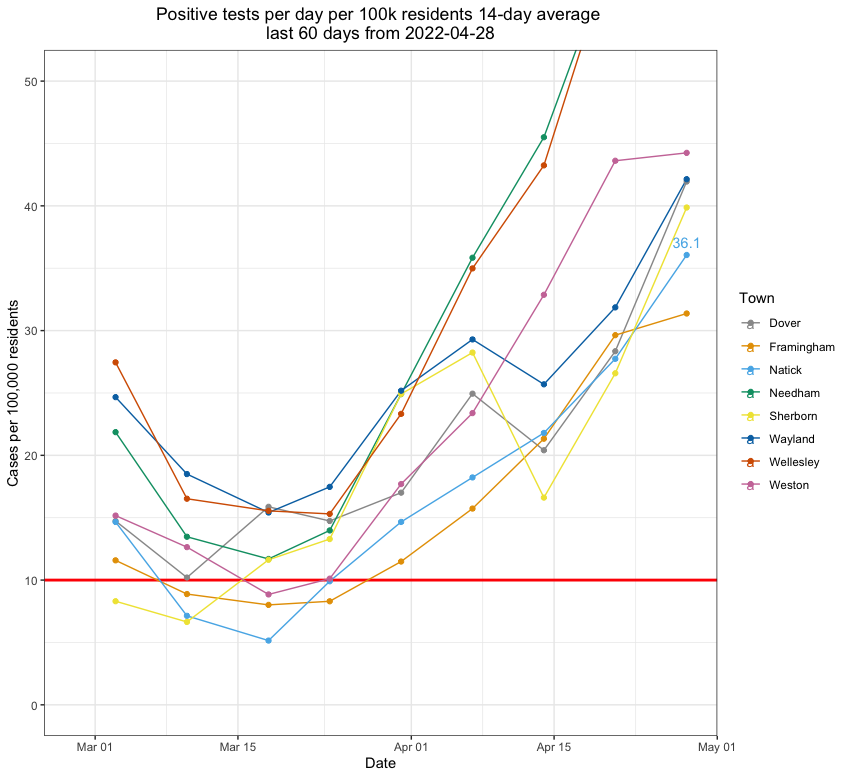 Positive tests per day per 100k residents 14-day average
last 60 days from 2022-04-28
Cases per 100,000 residents
50
40
30
20
10
0
36.1
Mar 01
Mar 15
Apr 01
Apr 15
May 01
Date
Town
a Dover
a Framingham
a Natick
a Needham
a Sherborn
a Wayland
a Wellesley
a Weston